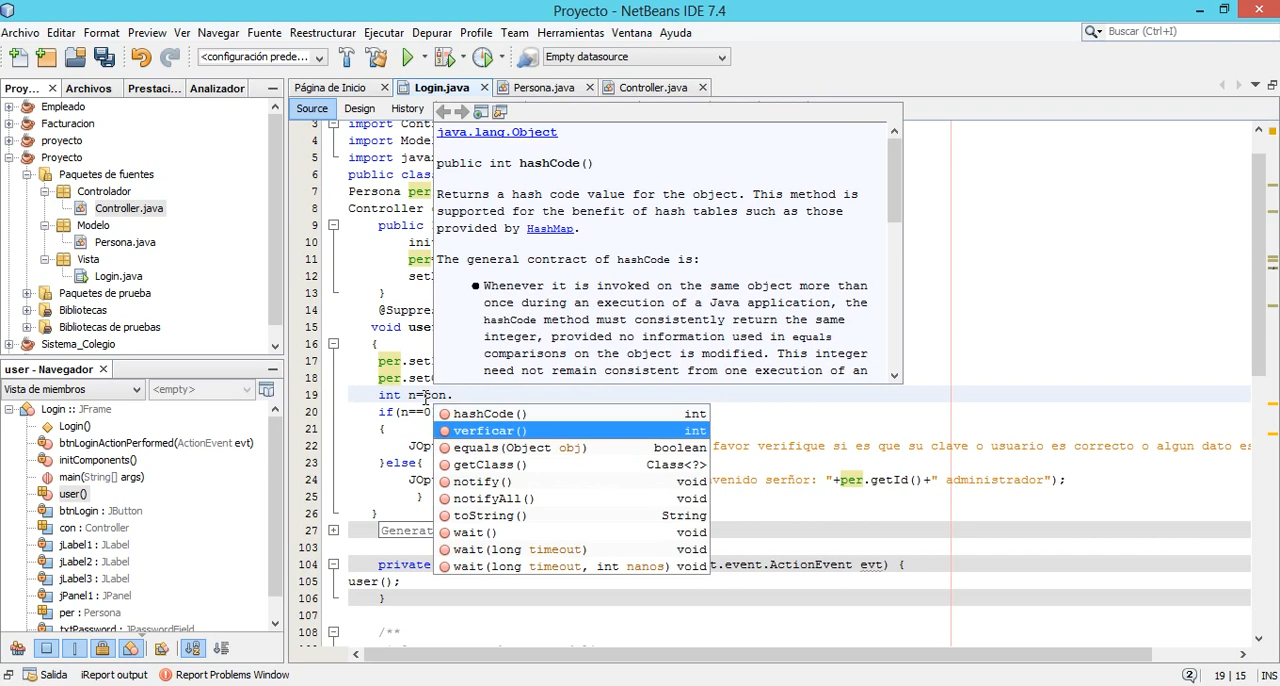 Proyecto - NetBeans IDE 7.4
Archivo Editar Format Preview Ver Navegar Fuente Reestructurar Ejecutar Depurar Profile Team Herramientas Ventana Ayuda
Buscar (Ctrl+I)
<configuración prede...
Empty datasource
Proy... Archivos Prestaci... Analizador
Página de Inicio Login.java Persona.java Controller.java
Source Design History
Empleado
Facturacion
proyecto
Proyecto
Paquetes de fuentes
Controlador
Controller.java
Modelo
Persona.java
Vista
Login.java
Paquetes de prueba
Bibliotecas
Bibliotecas de pruebas
Sistema_Colegio
user - Navegador
Vista de miembros <empty>
Login :: JFrame
Login()
btnLoginActionPerformed(ActionEvent evt)
initComponents()
main(String[] args)
user()
btnLogin : JButton
con : Controller
jLabel1 : JLabel
jLabel2 : JLabel
jLabel3 : JLabel
jPanel1 : JPanel
per : Persona
txtPassword : JPasswordField
3 import Cont
4 import Mode
5 import java
6 public clas
7 Persona per
8 Controller
9 public
10 ini
11 per
12 set
13 }
14 @Suppre
15 void use
16 {
17 per.set
18 per.set
19 int n=con.
20 if(n==0
21 {
22 JOp favor verifique si es que su clave o usuario es correcto o algun dato es
23 }else{
24 JOp nvenido serñor: "+per.getId()+" administrador");
25 }
26 }
27 Generat
103
104 private t.event.ActionEvent evt) {
105 user();
106 }
107
108 /**
java.lang.Object
public int hashCode()
Returns a hash code value for the object. This method is
supported for the benefit of hash tables such as those
provided by HashMap.
The general contract of hashCode is:
● Whenever it is invoked on the same object more than
once during an execution of a Java application, the
hashCode method must consistently return the same
integer, provided no information used in equals
comparisons on the object is modified. This integer
need not remain consistent from one execution of an
hashCode() int
verficar() int
equals(Object obj) boolean
getClass() Class<?>
notify() void
notifyAll() void
toString() String
wait() void
wait(long timeout) void
wait(long timeout, int nanos) void
Salida iReport output Report Problems Window
2 19 | 15 INS